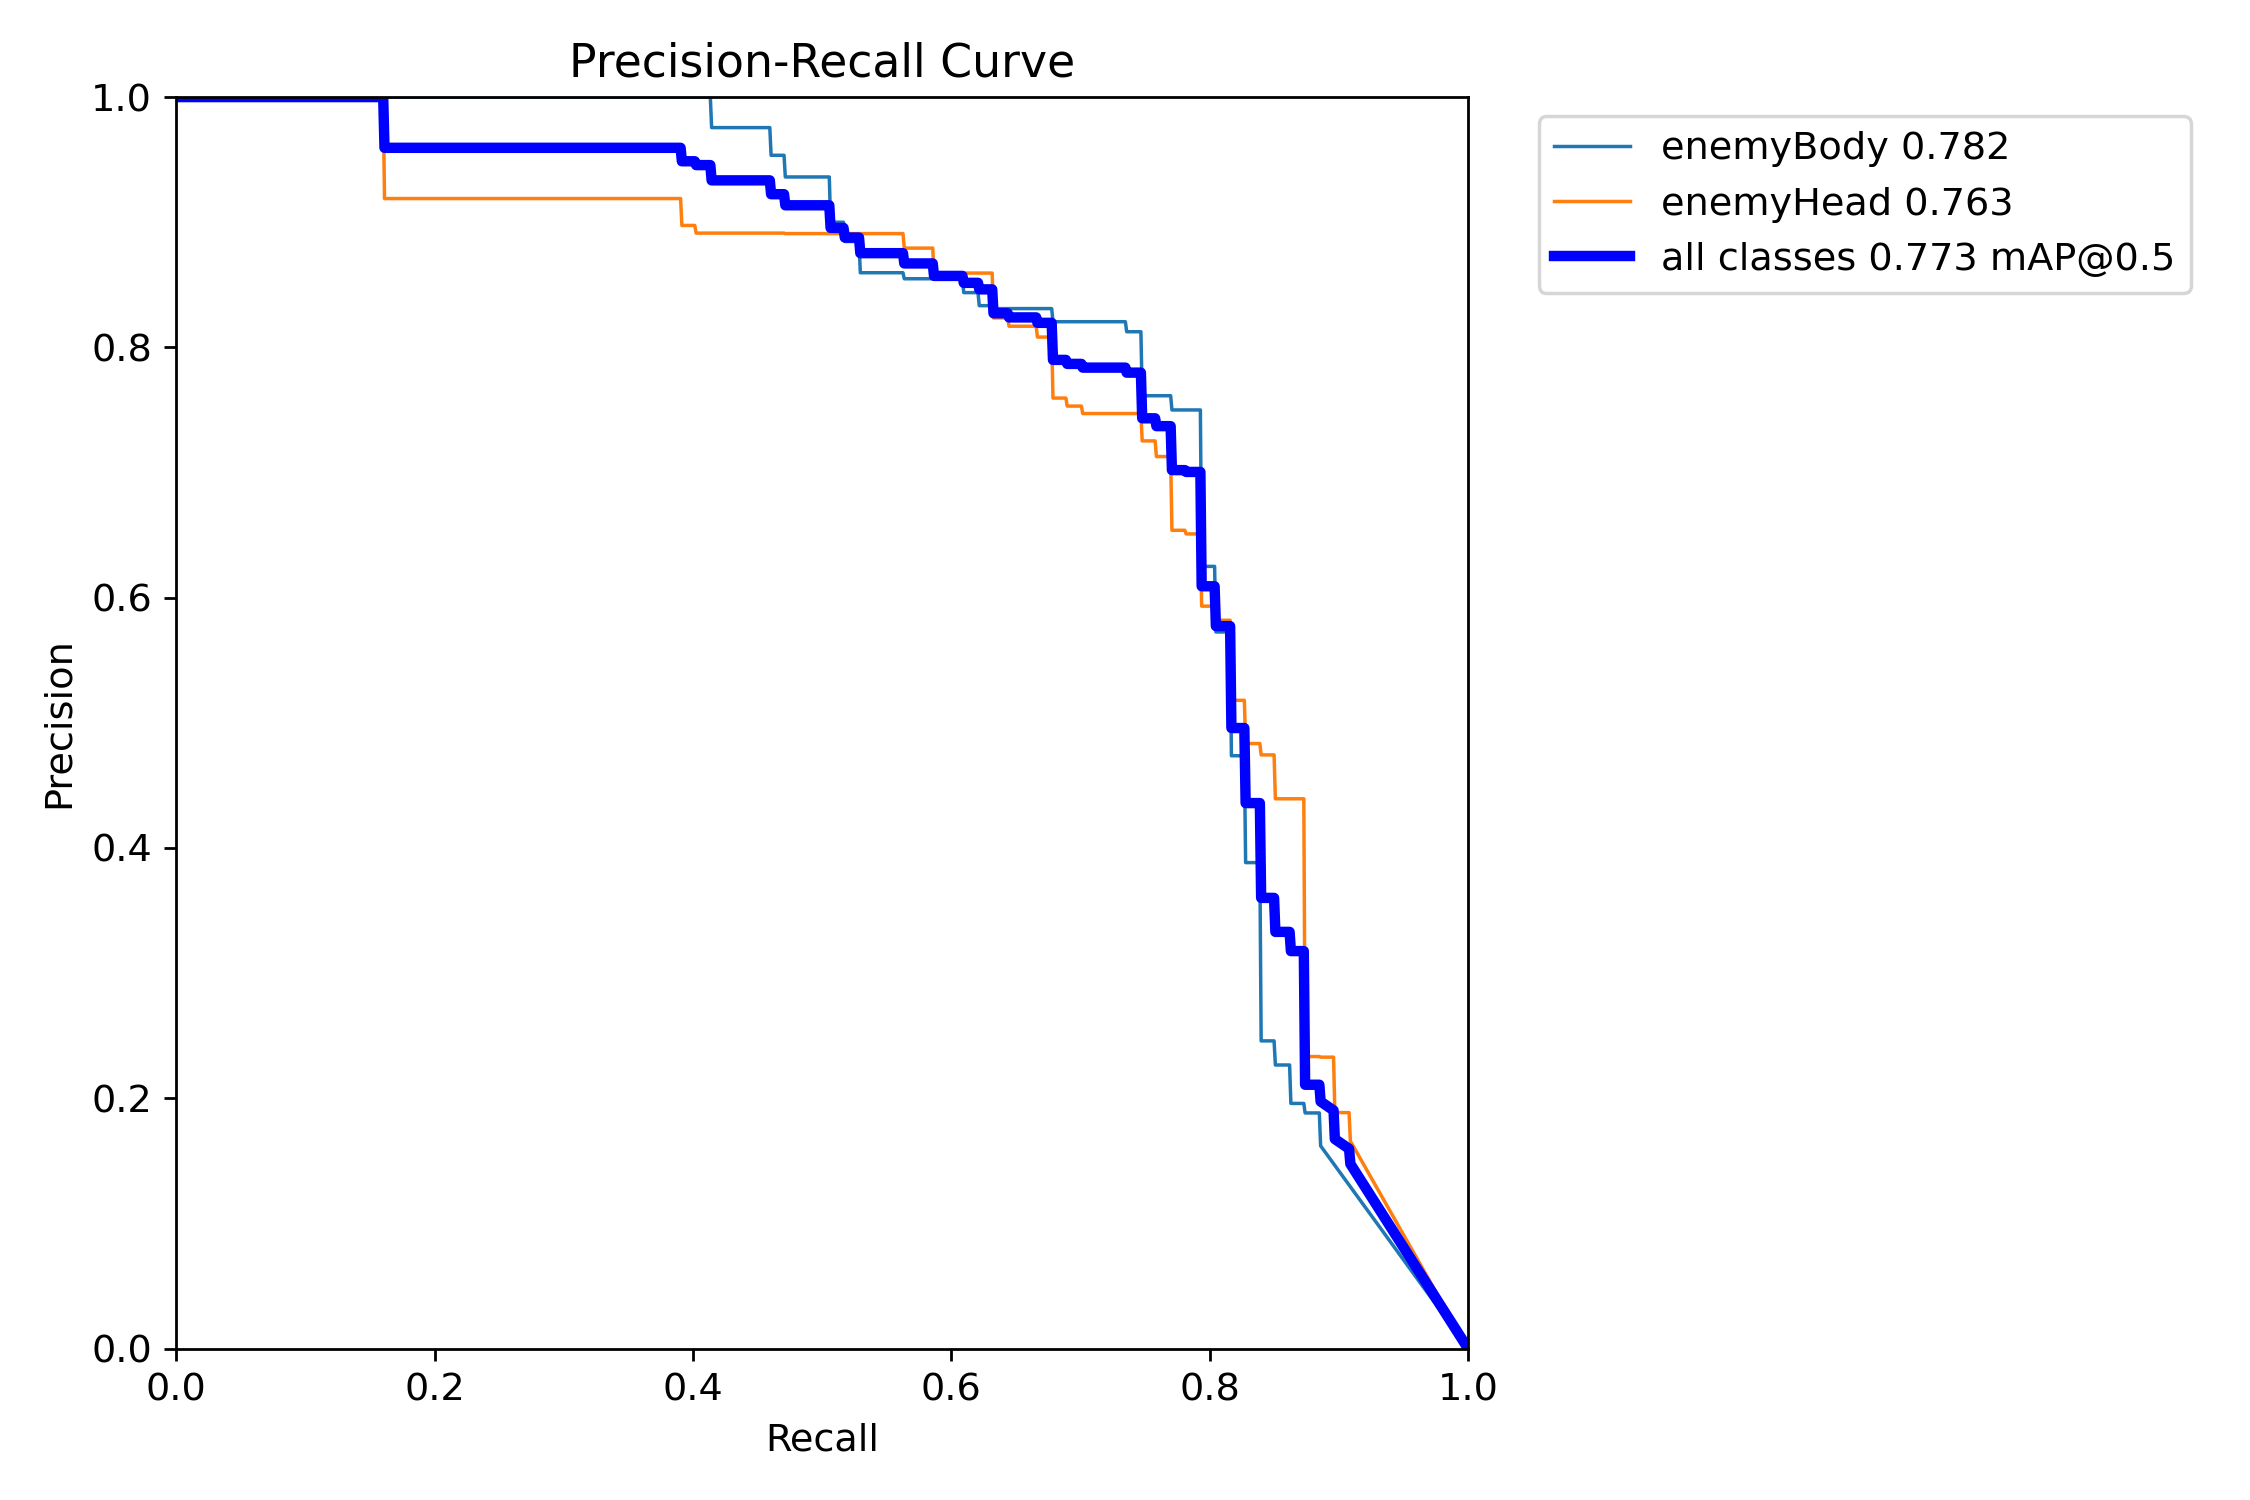 Precision-Recall Curve
1.0
0.8
0.6
0.4
0.2
0.0
Precision
0.0 0.2 0.4 0.6 0.8 1.0
Recall
enemyBody 0.782
enemyHead 0.763
all classes 0.773 mAP@0.5